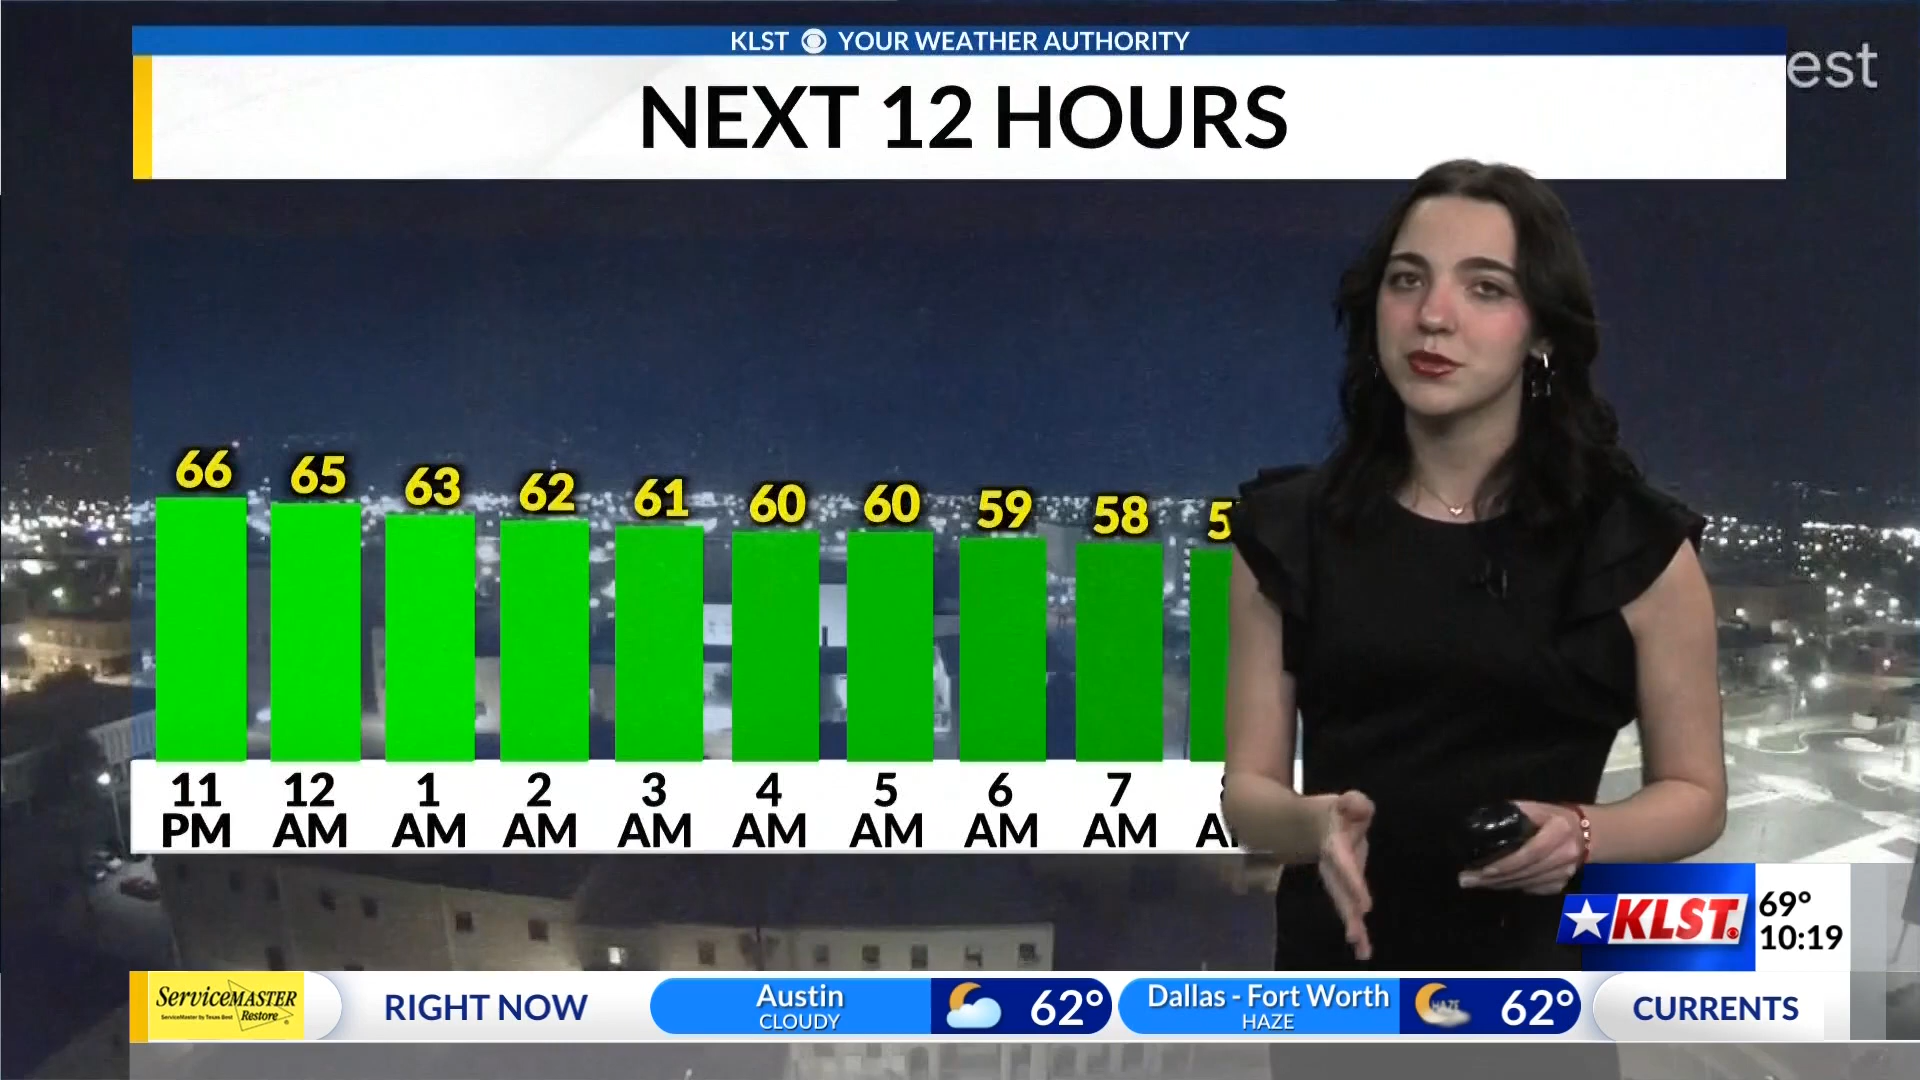 KLST YOUR WEATHER AUTHORITY
est
NEXT 12 HOURS
66 65 63 62 61 60 60 59 58
11 12 1 2 3 4 5 6 7
PM AM AM AM AM AM AM AM AM
KLST
69°
10:19
ServiceMASTER
Restore
RIGHT NOW
Austin
CLOUDY
62°
Dallas - Fort Worth
HAZE
HAZE
62°
CURRENTS